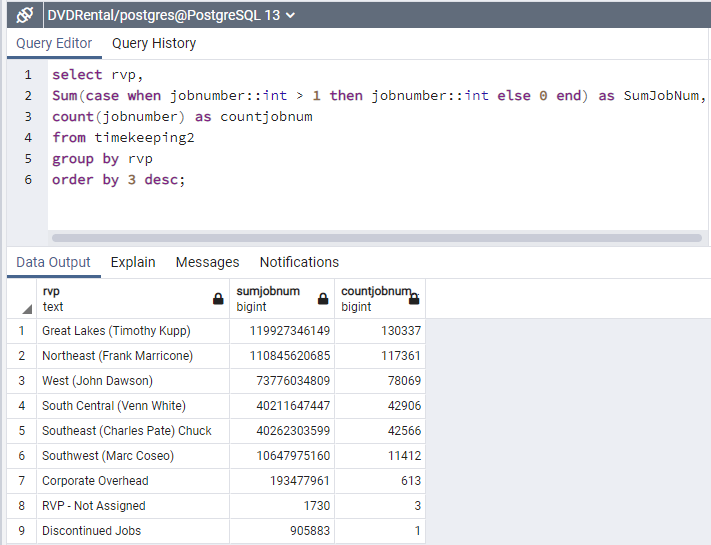 DVDRental/postgres@PostgreSQL 13
Query Editor Query History
1 select rvp,
2 Sum(case when jobnumber::int > 1 then jobnumber::int else 0 end) as SumJobNum,
3 count(jobnumber) as countjobnum
4 from timekeeping2
5 group by rvp
6 order by 3 desc;
Data Output Explain Messages Notifications
rvp sumjobnum countjobnum
text bigint bigint
1 Great Lakes (Timothy Kupp) 119927346149 130337
2 Northeast (Frank Marricone) 110845620685 117361
3 West (John Dawson) 73776034809 78069
4 South Central (Venn White) 40211647447 42906
5 Southeast (Charles Pate) Chuck 40262303599 42566
6 Southwest (Marc Coseo) 10647975160 11412
7 Corporate Overhead 193477961 613
8 RVP - Not Assigned 1730 3
9 Discontinued Jobs 905883 1